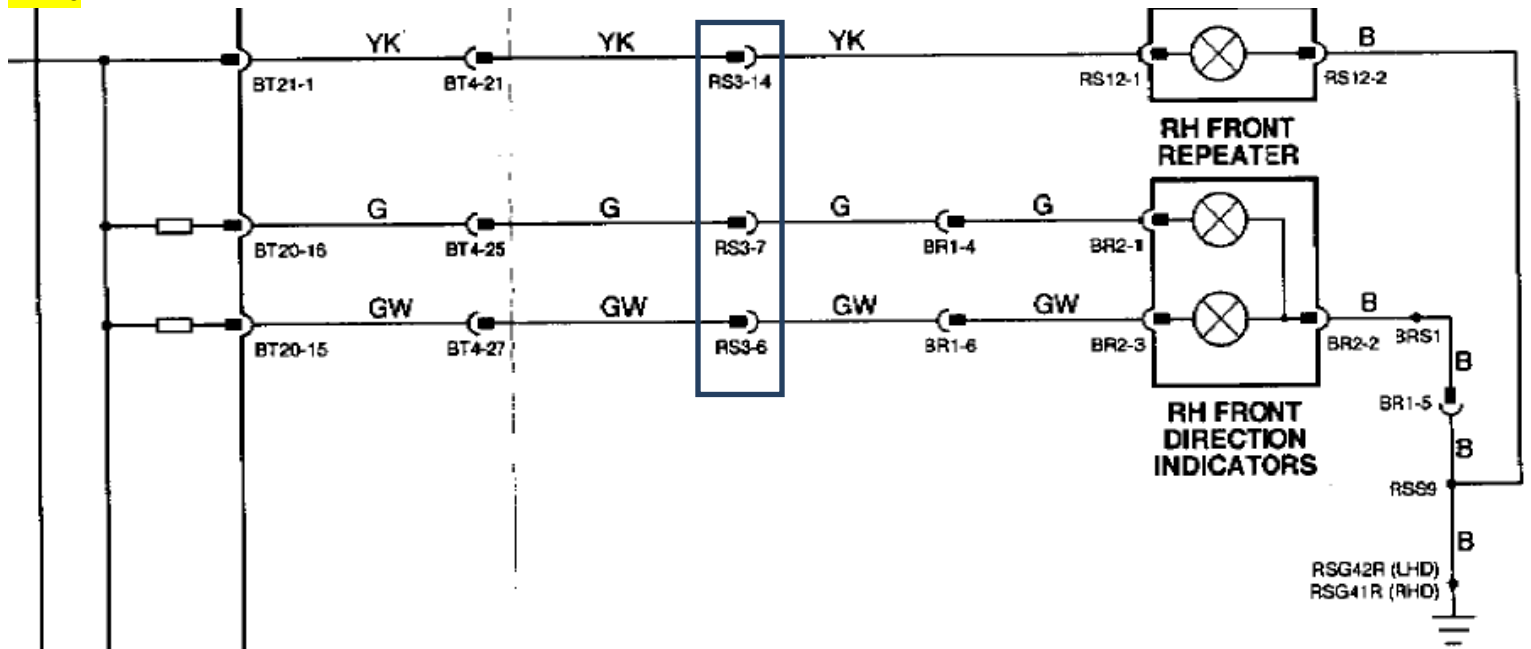 YK YK YK B
BT21-1 BT4-21 RS3-14 RS12-1 RS12-2
RH FRONT
REPEATER
G G G G
BT20-16 BT4-25 RS3-7 BR1-4 BR2-1
GW GW GW GW B
BT20-15 BT4-27 RS3-6 BR1-6 BR2-3 BR2-2 BRS1
B
RH FRONT
DIRECTION
INDICATORS
BR1-5
B
RSS9
B
RSG42R (LHD)
RSG41R (RHD)